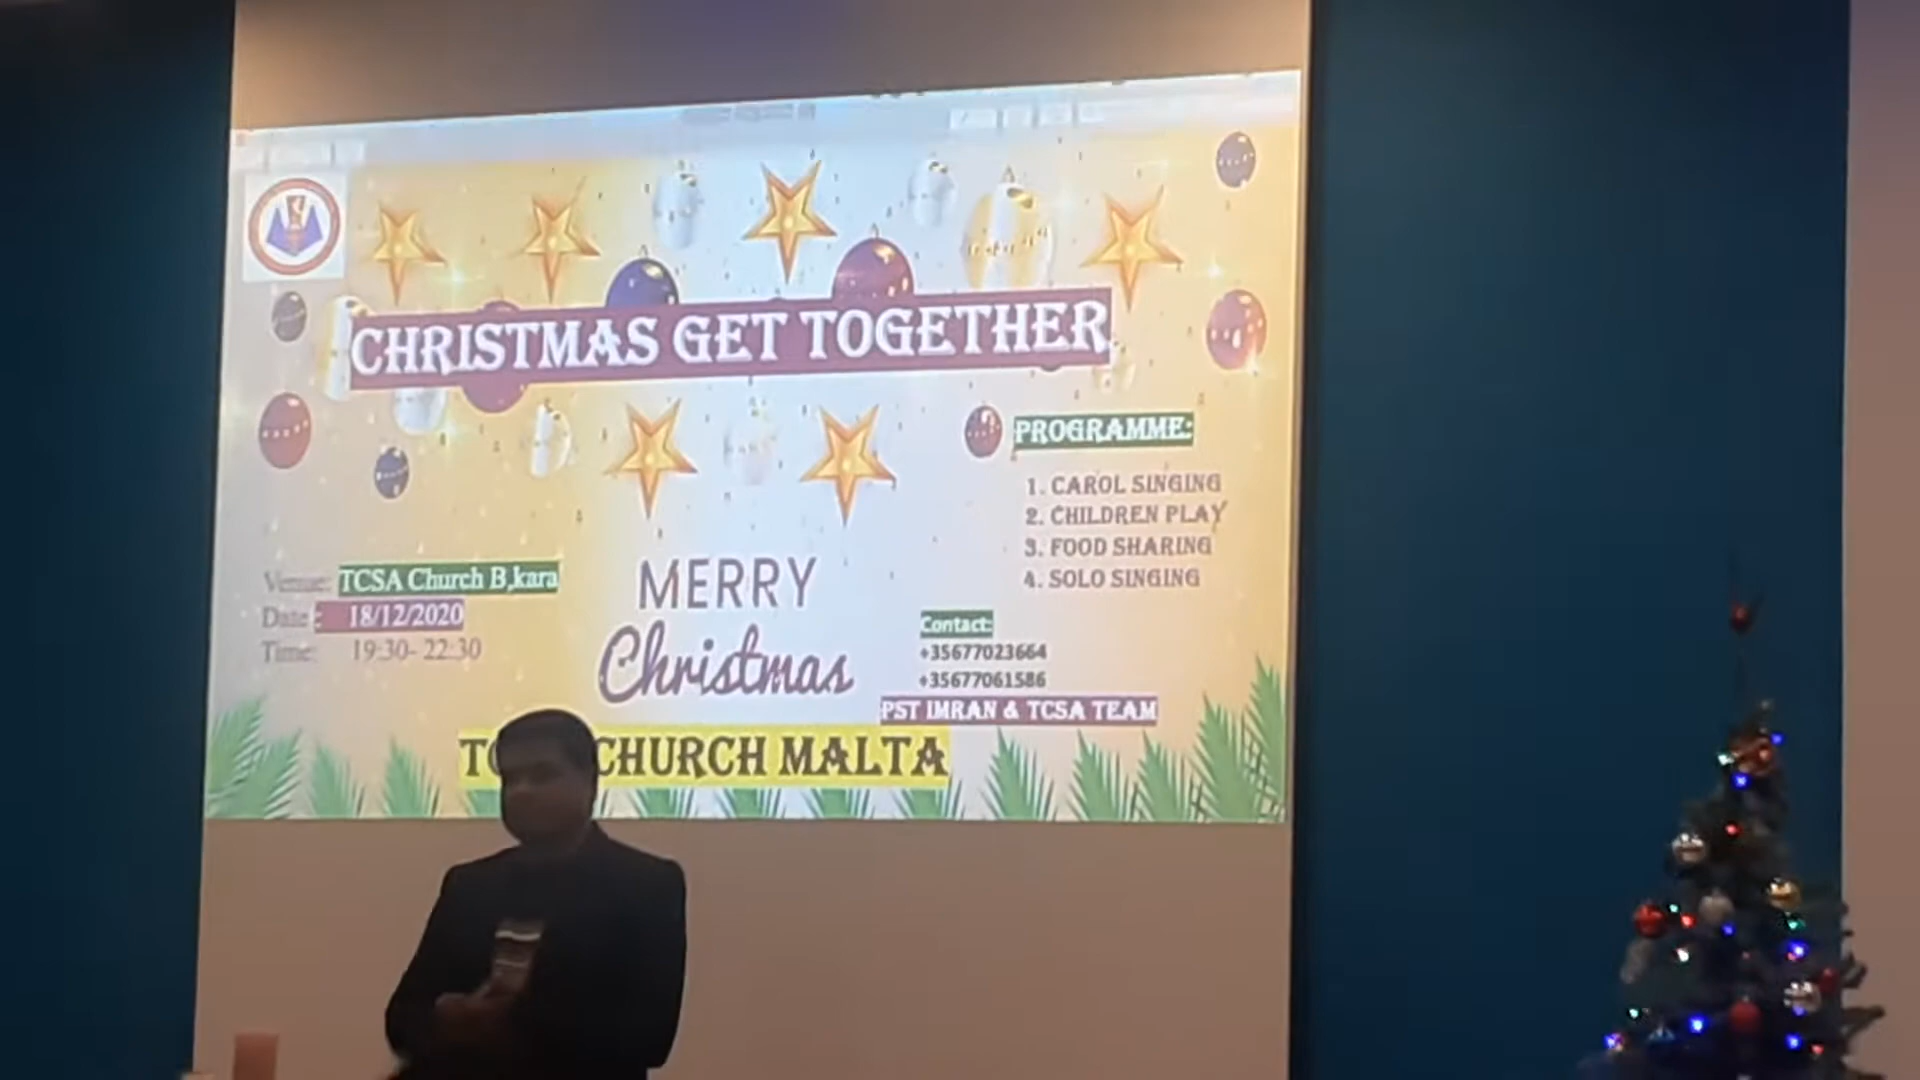 CHRISTMAS GET TOGETHER
PROGRAMME:
1. CAROL SINGING
2. CHILDREN PLAY
3. FOOD SHARING
4. SOLO SINGING
Venue: TCSA Church B,kara
Date : 18/12/2020
Time: 19:30- 22:30
MERRY
Christmas
Contact:
+35677023664
+35677061586
PST IMRAN & TCSA TEAM
CHURCH MALTA